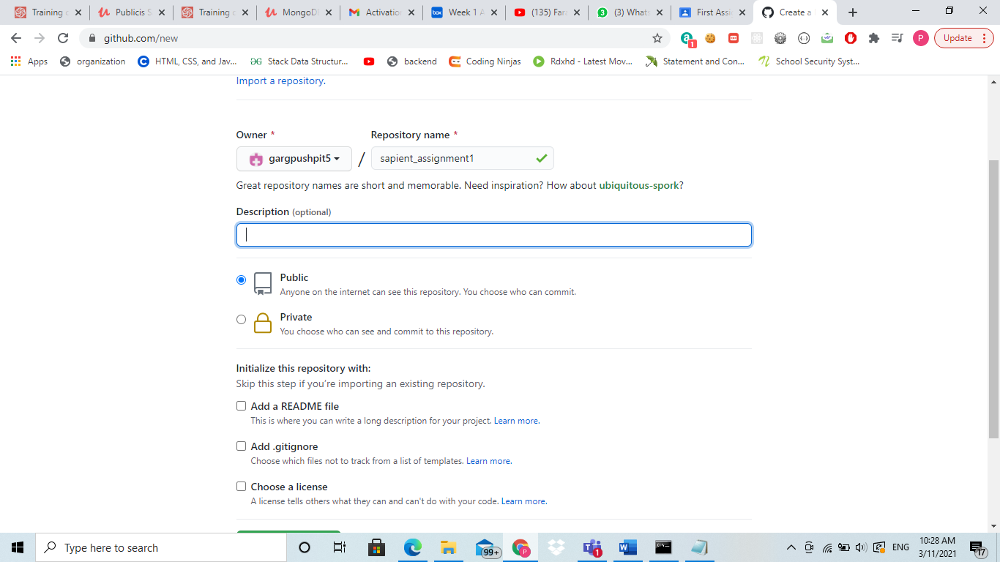 Training c
Publicis S
Training c
MongoDB
Activation
Week 1 A
(135) Fara
(3) Whats
First Assig
Create a
github.com/new
1
P
Update
Apps
organization
HTML, CSS, and Jav...
Stack Data Structur...
backend
Coding Ninjas
Rdxhd - Latest Mov...
Statement and Con...
School Security Syst...
Import a repository.
Owner *
Repository name *
gargpushpit5
/
sapient_assignment1
Great repository names are short and memorable. Need inspiration? How about ubiquitous-spork?
Description (optional)
Public
Anyone on the internet can see this repository. You choose who can commit.
Private
You choose who can see and commit to this repository.
Initialize this repository with:
Skip this step if you're importing an existing repository.
Add a README file
This is where you can write a long description for your project. Learn more.
Add .gitignore
Choose which files not to track from a list of templates. Learn more.
Choose a license
A license tells others what they can and can't do with your code. Learn more.
Type here to search
99+
P
1
ENG
10:28 AM
3/11/2021
17